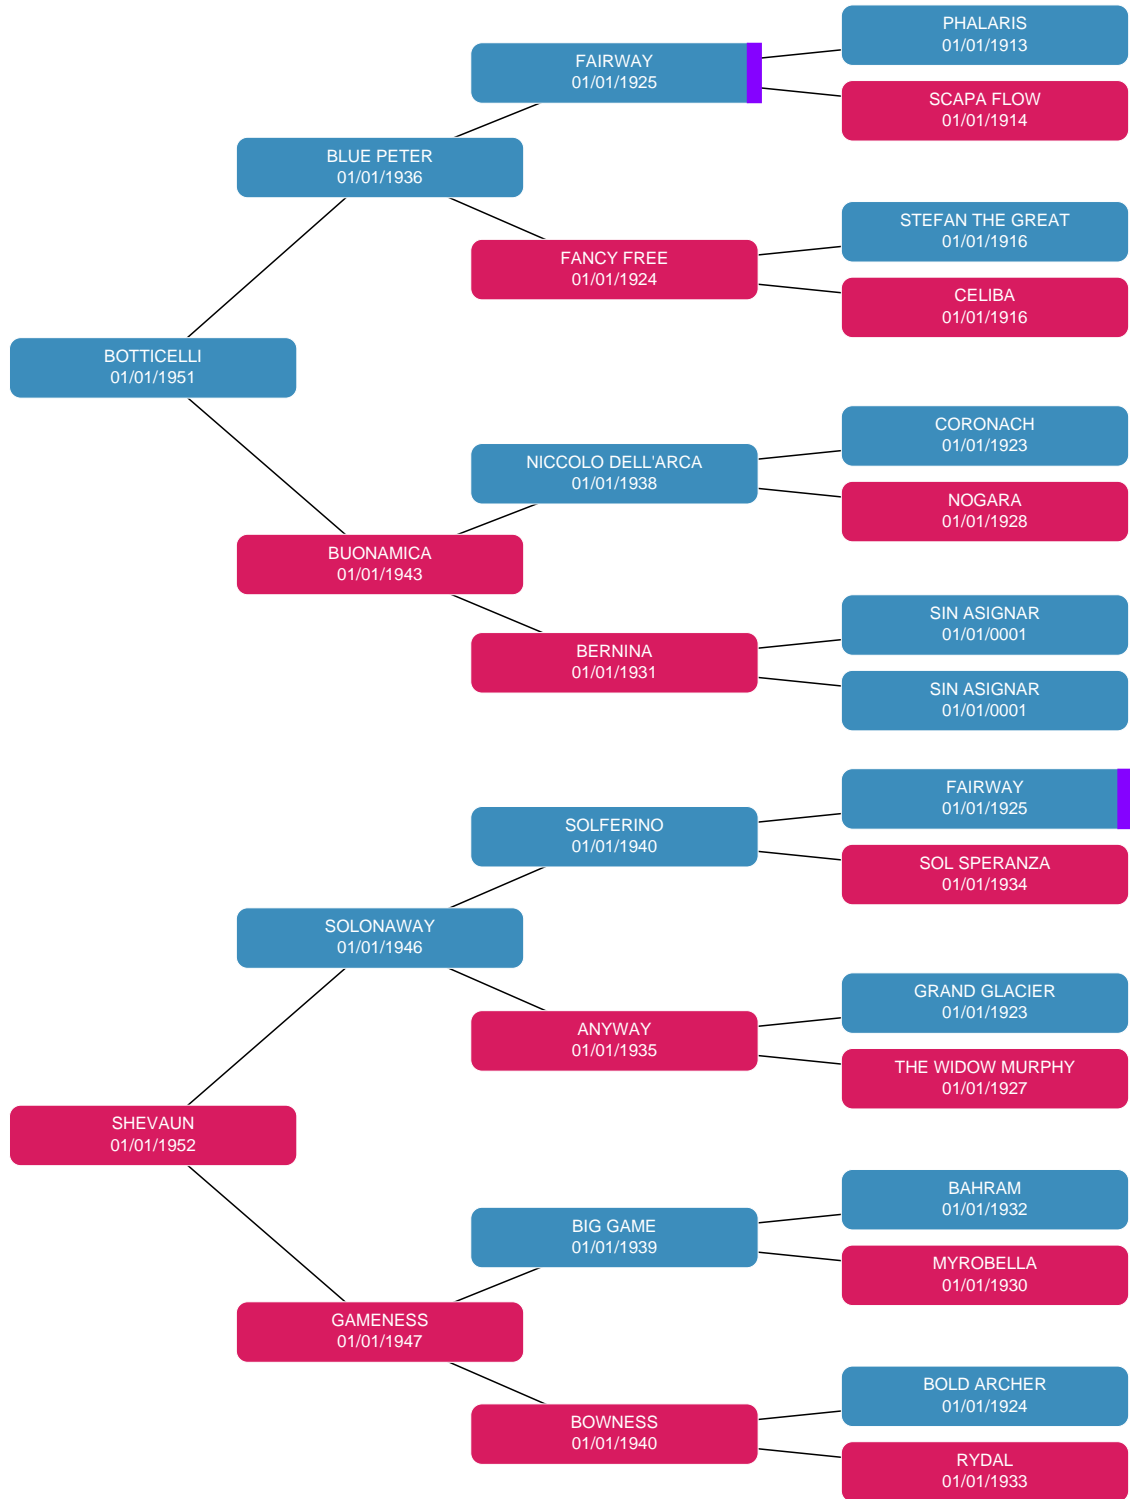 PHALARIS
01/01/1913
FAIRWAY
01/01/1925
SCAPA FLOW
01/01/1914
BLUE PETER
01/01/1936
STEFAN THE GREAT
01/01/1916
FANCY FREE
01/01/1924
CELIBA
01/01/1916
BOTTICELLI
01/01/1951
CORONACH
01/01/1923
NICCOLO DELL'ARCA
01/01/1938
NOGARA
01/01/1928
BUONAMICA
01/01/1943
SIN ASIGNAR
01/01/0001
BERNINA
01/01/1931
SIN ASIGNAR
01/01/0001
FAIRWAY
01/01/1925
SOLFERINO
01/01/1940
SOL SPERANZA
01/01/1934
SOLONAWAY
01/01/1946
GRAND GLACIER
01/01/1923
ANYWAY
01/01/1935
THE WIDOW MURPHY
01/01/1927
SHEVAUN
01/01/1952
BAHRAM
01/01/1932
BIG GAME
01/01/1939
MYROBELLA
01/01/1930
GAMENESS
01/01/1947
BOLD ARCHER
01/01/1924
BOWNESS
01/01/1940
RYDAL
01/01/1933